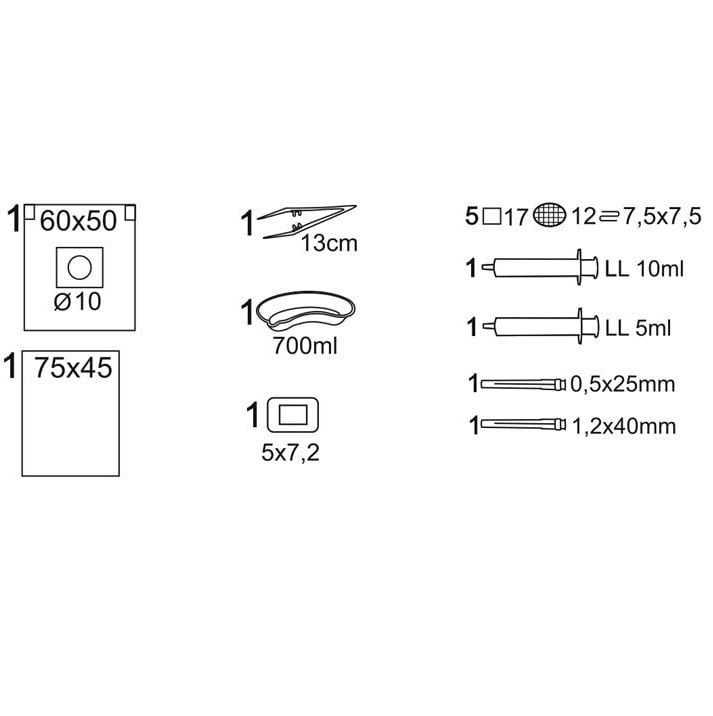 1 60x50
Ø10
1 75x45
1
13cm
1
700ml
1
5x7,2
5 17 12 7,5x7,5
1 LL 10ml
1 LL 5ml
1 0,5x25mm
1 1,2x40mm